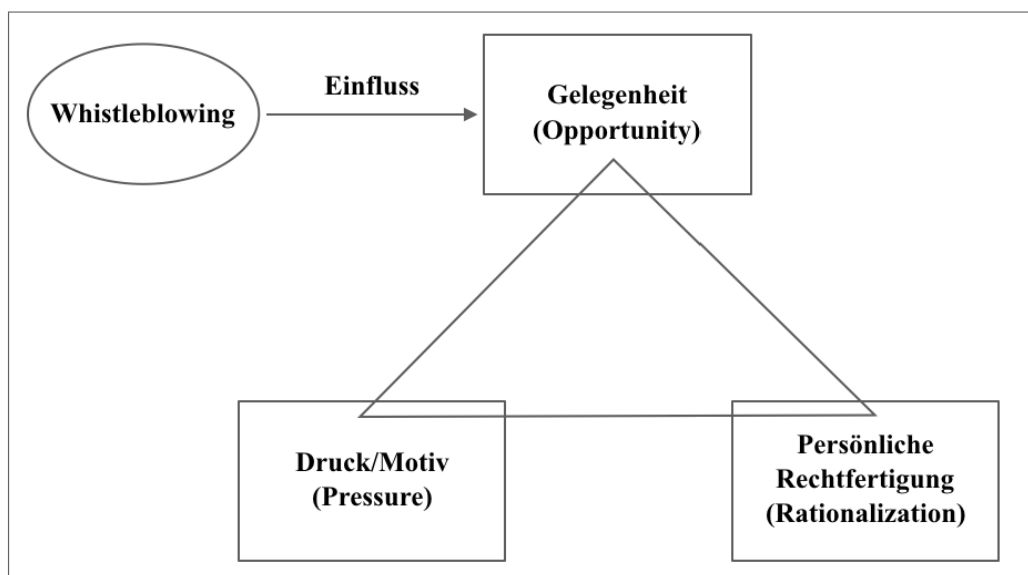 Whistleblowing
Einfluss
Gelegenheit
(Opportunity)
Druck/Motiv
(Pressure)
Persönliche
Rechtfertigung
(Rationalization)